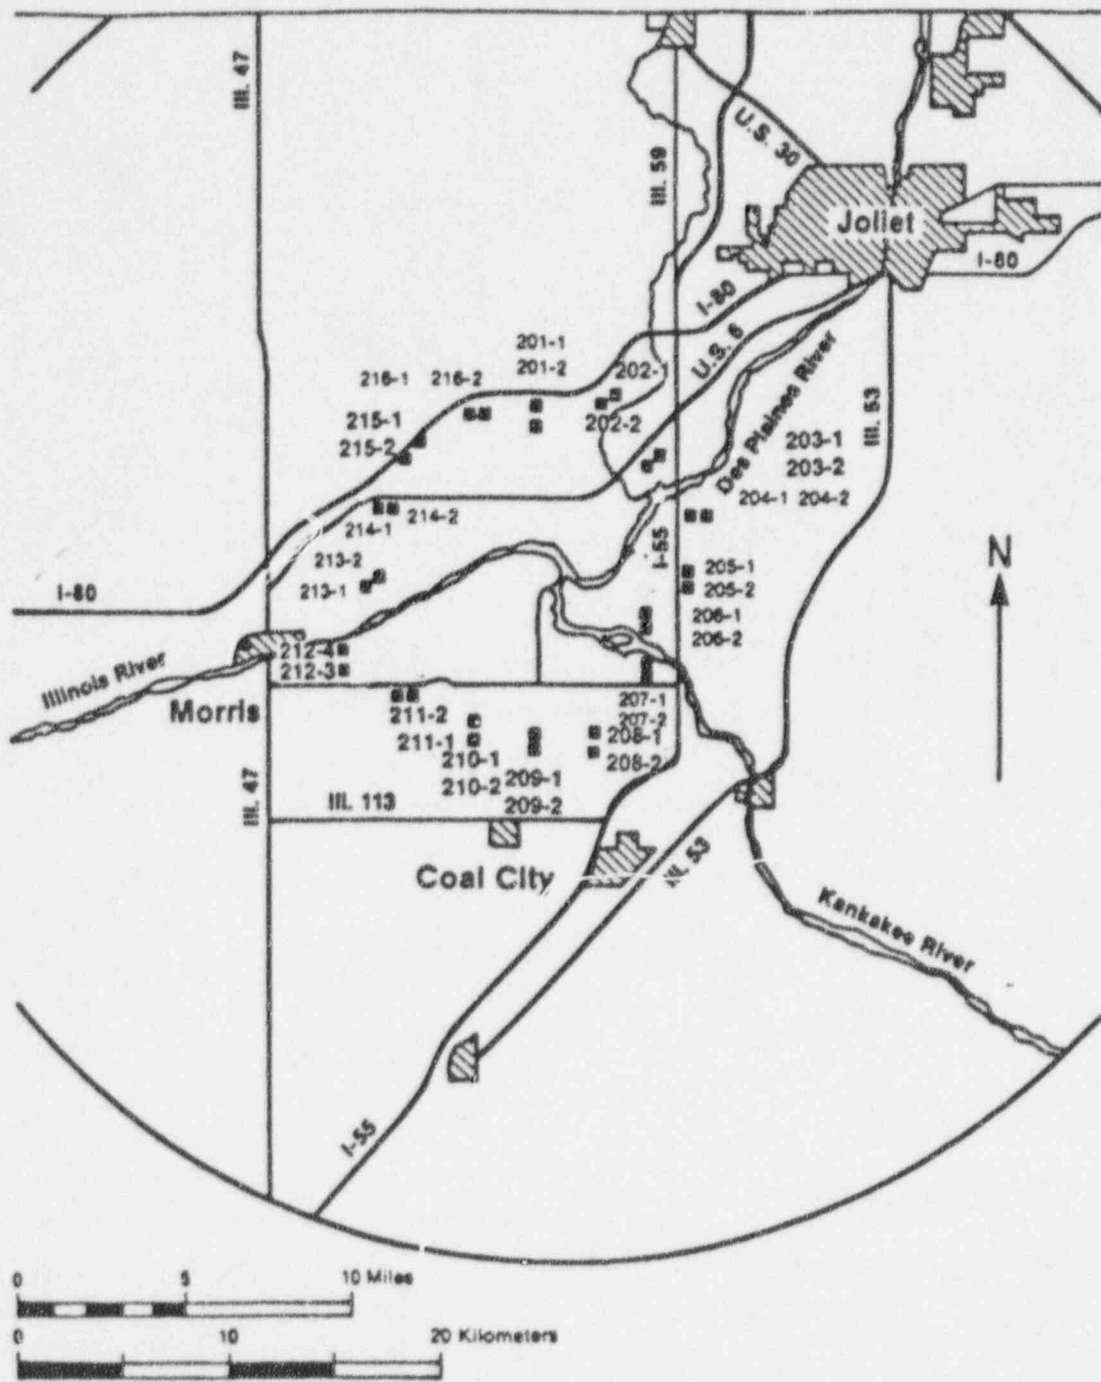 Ill. 47
Ill. 59
U.S. 30
Joliet
I-80
I-80
U.S. 6
Des Plaines River
Ill. 53
201-1
201-2
202-1
216-1 216-2
215-1
215-2
202-2
203-1
203-2
204-1 204-2
214-1
214-2
213-2
213-1
I-55
205-1
205-2
N
I-80
206-1
206-2
212-4
212-3
Illinois River
Morris
211-2
211-1
207-1
207-2
208-1
208-2
210-1
210-2
209-1
209-2
Ill. 47
Ill. 113
Coal City
Ill. 53
Kankakee River
I-55
0 5 10 Miles
0 10 20 Kilometers